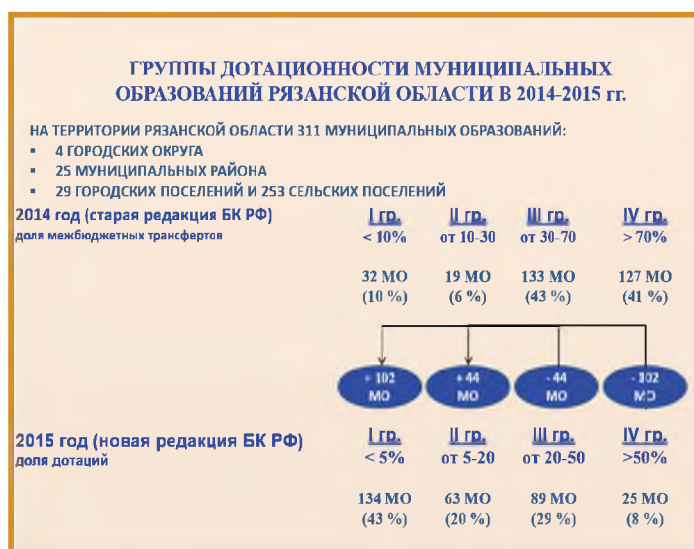 ГРУППЫ ДОТАЦИОННОСТИ МУНИЦИПАЛЬНЫХ
ОБРАЗОВАНИЙ РЯЗАНСКОЙ ОБЛАСТИ В 2014-2015 гг.
НА ТЕРРИТОРИИ РЯЗАНСКОЙ ОБЛАСТИ 311 МУНИЦИПАЛЬНЫХ ОБРАЗОВАНИЙ:
▪ 4 ГОРОДСКИХ ОКРУГА
▪ 25 МУНИЦИПАЛЬНЫХ РАЙОНА
▪ 29 ГОРОДСКИХ ПОСЕЛЕНИЙ И 253 СЕЛЬСКИХ ПОСЕЛЕНИЙ
2014 год (старая редакция БК РФ) I гр. II гр. III гр. IV гр.
доля межбюджетных трансфертов < 10% от 10-30 от 30-70 > 70%
32 МО 19 МО 133 МО 127 МО
(10 %) (6 %) (43 %) (41 %)
+ 102 + 44 - 44 - 102
МО МО МО МО
2015 год (новая редакция БК РФ) I гр. II гр. III гр. IV гр.
доля дотаций < 5% от 5-20 от 20-50 >50%
134 МО 63 МО 89 МО 25 МО
(43 %) (20 %) (29 %) (8 %)